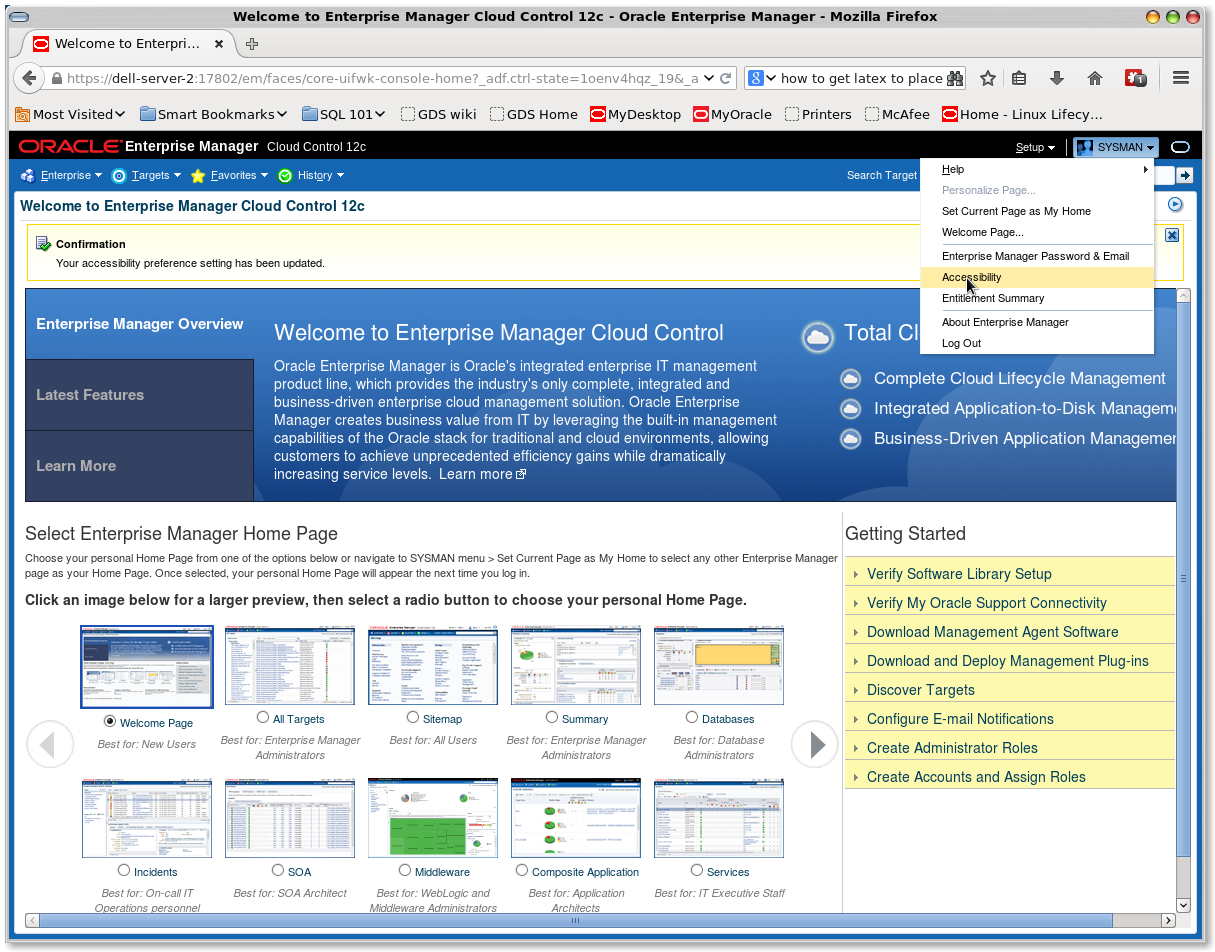 Welcome to Enterprise Manager Cloud Control 12c - Oracle Enterprise Manager - Mozilla Firefox
Welcome to Enterpri...
https://dell-server-2:17802/em/faces/core-uifwk-console-home?_adf.ctrl-state=1oenv4hqz_19&_a
how to get latex to place
Most Visited
Smart Bookmarks
SQL 101
GDS wiki
GDS Home
MyDesktop
MyOracle
Printers
McAfee
Home - Linux Lifecy...
ORACLE Enterprise Manager Cloud Control 12c
Setup
SYSMAN
Enterprise
Targets
Favorites
History
Search Target
Help
Personalize Page...
Set Current Page as My Home
Welcome Page...
Enterprise Manager Password & Email
Accessibility
Entitlement Summary
About Enterprise Manager
Log Out
Welcome to Enterprise Manager Cloud Control 12c
Confirmation
Your accessibility preference setting has been updated.
Enterprise Manager Overview
Latest Features
Learn More
Welcome to Enterprise Manager Cloud Control
Oracle Enterprise Manager is Oracle's integrated enterprise IT management
product line, which provides the industry's only complete, integrated and
business-driven enterprise cloud management solution. Oracle Enterprise
Manager creates business value from IT by leveraging the built-in management
capabilities of the Oracle stack for traditional and cloud environments, allowing
customers to achieve unprecedented efficiency gains while dramatically
increasing service levels. Learn more
Total Cl
Complete Cloud Lifecycle Management
Integrated Application-to-Disk Managem
Business-Driven Application Managemer
Select Enterprise Manager Home Page
Choose your personal Home Page from one of the options below or navigate to SYSMAN menu > Set Current Page as My Home to select any other Enterprise Manager
page as your Home Page. Once selected, your personal Home Page will appear the next time you log in.
Click an image below for a larger preview, then select a radio button to choose your personal Home Page.
Welcome Page
Best for: New Users
All Targets
Best for: Enterprise Manager
Administrators
Sitemap
Best for: All Users
Summary
Best for: Enterprise Manager
Administrators
Databases
Best for: Database
Administrators
Incidents
Best for: On-call IT
Operations personnel
SOA
Best for: SOA Architect
Middleware
Best for: WebLogic and
Middleware Administrators
Composite Application
Best for: Application
Architects
Services
Best for: IT Executive Staff
Getting Started
Verify Software Library Setup
Verify My Oracle Support Connectivity
Download Management Agent Software
Download and Deploy Management Plug-ins
Discover Targets
Configure E-mail Notifications
Create Administrator Roles
Create Accounts and Assign Roles